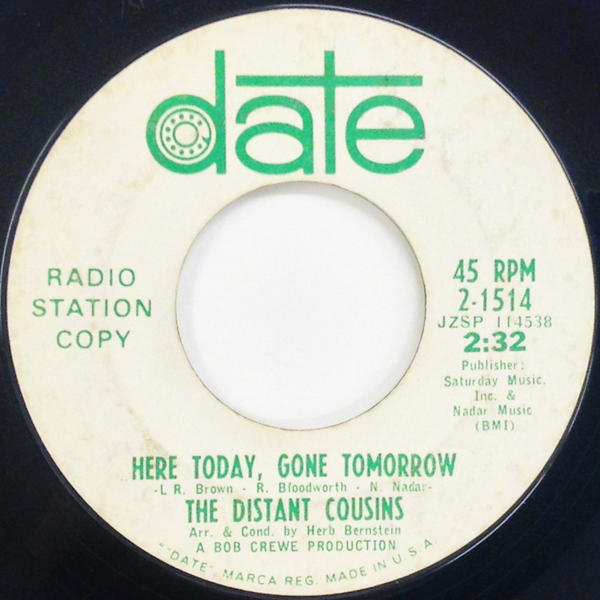 date
RADIO
STATION
COPY
45 RPM
2-1514
JZSP 114538
2:32
Publisher:
Saturday Music,
Inc. &
Nadar Music
(BMI)
HERE TODAY, GONE TOMORROW
-L R. Brown - R. Bloodworth - N. Nadar-
THE DISTANT COUSINS
Arr. & Cond. by Herb Bernstein
A BOB CREWE PRODUCTION
"DATE" MARCA REG. MADE IN U.S.A.